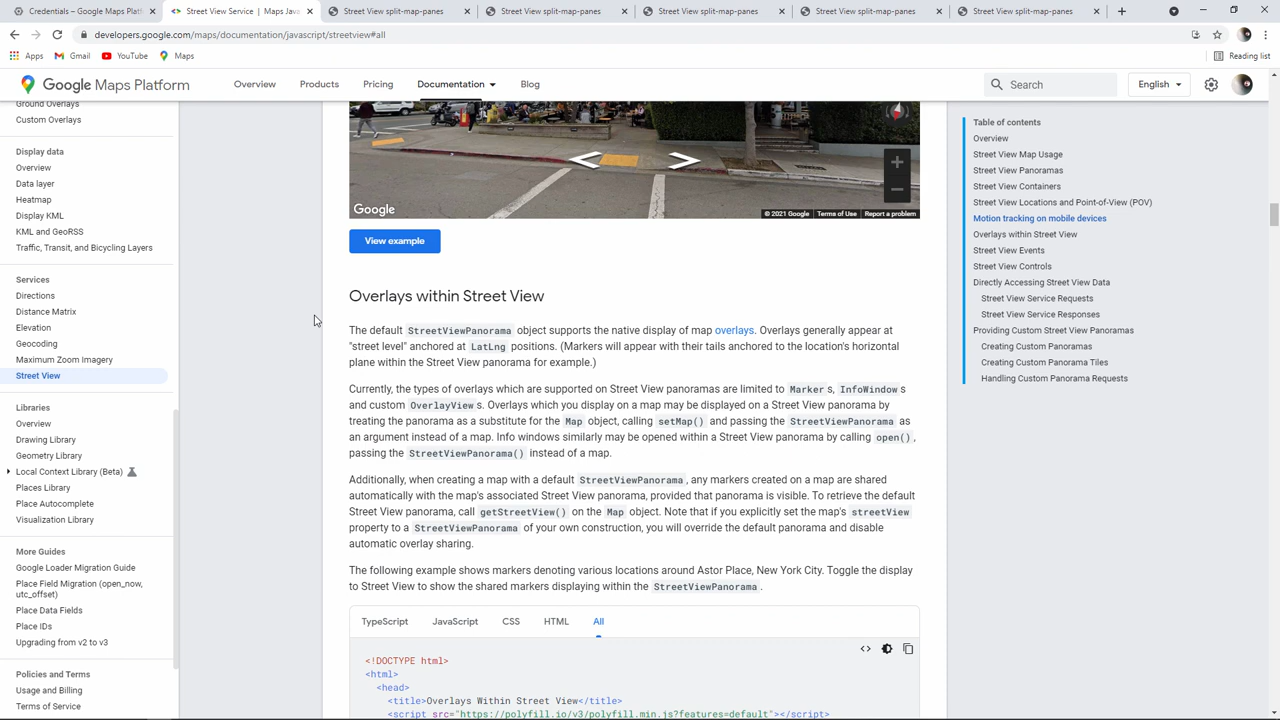 Credentials – Google Maps Platform
Street View Service | Maps Java
Street View split-map-panes
Street View split-map-panes
Street View split-map-panes
Street View split-map-panes
Street View split-map-panes
developers.google.com/maps/documentation/javascript/streetview#all
Apps
Gmail
YouTube
Maps
Reading list
Google Maps Platform
Overview
Products
Pricing
Documentation
Blog
Search
English
Ground Overlays
Custom Overlays
Display data
Overview
Data layer
Heatmap
Display KML
KML and GeoRSS
Traffic, Transit, and Bicycling Layers
Services
Directions
Distance Matrix
Elevation
Geocoding
Maximum Zoom Imagery
Street View
Libraries
Overview
Drawing Library
Geometry Library
Local Context Library (Beta)
Places Library
Place Autocomplete
Visualization Library
More Guides
Google Loader Migration Guide
Place Field Migration (open_now,
utc_offset)
Place Data Fields
Place IDs
Upgrading from v2 to v3
Policies and Terms
Usage and Billing
Terms of Service
Google
© 2021 Google
Terms of Use
Report a problem
View example
Overlays within Street View
The default StreetViewPanorama object supports the native display of map overlays. Overlays generally appear at
"street level" anchored at LatLng positions. (Markers will appear with their tails anchored to the location's horizontal
plane within the Street View panorama for example.)
Currently, the types of overlays which are supported on Street View panoramas are limited to Marker s, InfoWindow s
and custom OverlayView s. Overlays which you display on a map may be displayed on a Street View panorama by
treating the panorama as a substitute for the Map object, calling setMap() and passing the StreetViewPanorama as
an argument instead of a map. Info windows similarly may be opened within a Street View panorama by calling open(),
passing the StreetViewPanorama() instead of a map.
Additionally, when creating a map with a default StreetViewPanorama, any markers created on a map are shared
automatically with the map's associated Street View panorama, provided that panorama is visible. To retrieve the default
Street View panorama, call getStreetView() on the Map object. Note that if you explicitly set the map's streetView
property to a StreetViewPanorama of your own construction, you will override the default panorama and disable
automatic overlay sharing.
The following example shows markers denoting various locations around Astor Place, New York City. Toggle the display
to Street View to show the shared markers displaying within the StreetViewPanorama.
TypeScript
JavaScript
CSS
HTML
All
<!DOCTYPE html>
<html>
<head>
<title>Overlays Within Street View</title>
<script src="https://polyfill.io/v3/polyfill.min.js?features=default"></script>
Table of contents
Overview
Street View Map Usage
Street View Panoramas
Street View Containers
Street View Locations and Point-of-View (POV)
Motion tracking on mobile devices
Overlays within Street View
Street View Events
Street View Controls
Directly Accessing Street View Data
Street View Service Requests
Street View Service Responses
Providing Custom Street View Panoramas
Creating Custom Panoramas
Creating Custom Panorama Tiles
Handling Custom Panorama Requests